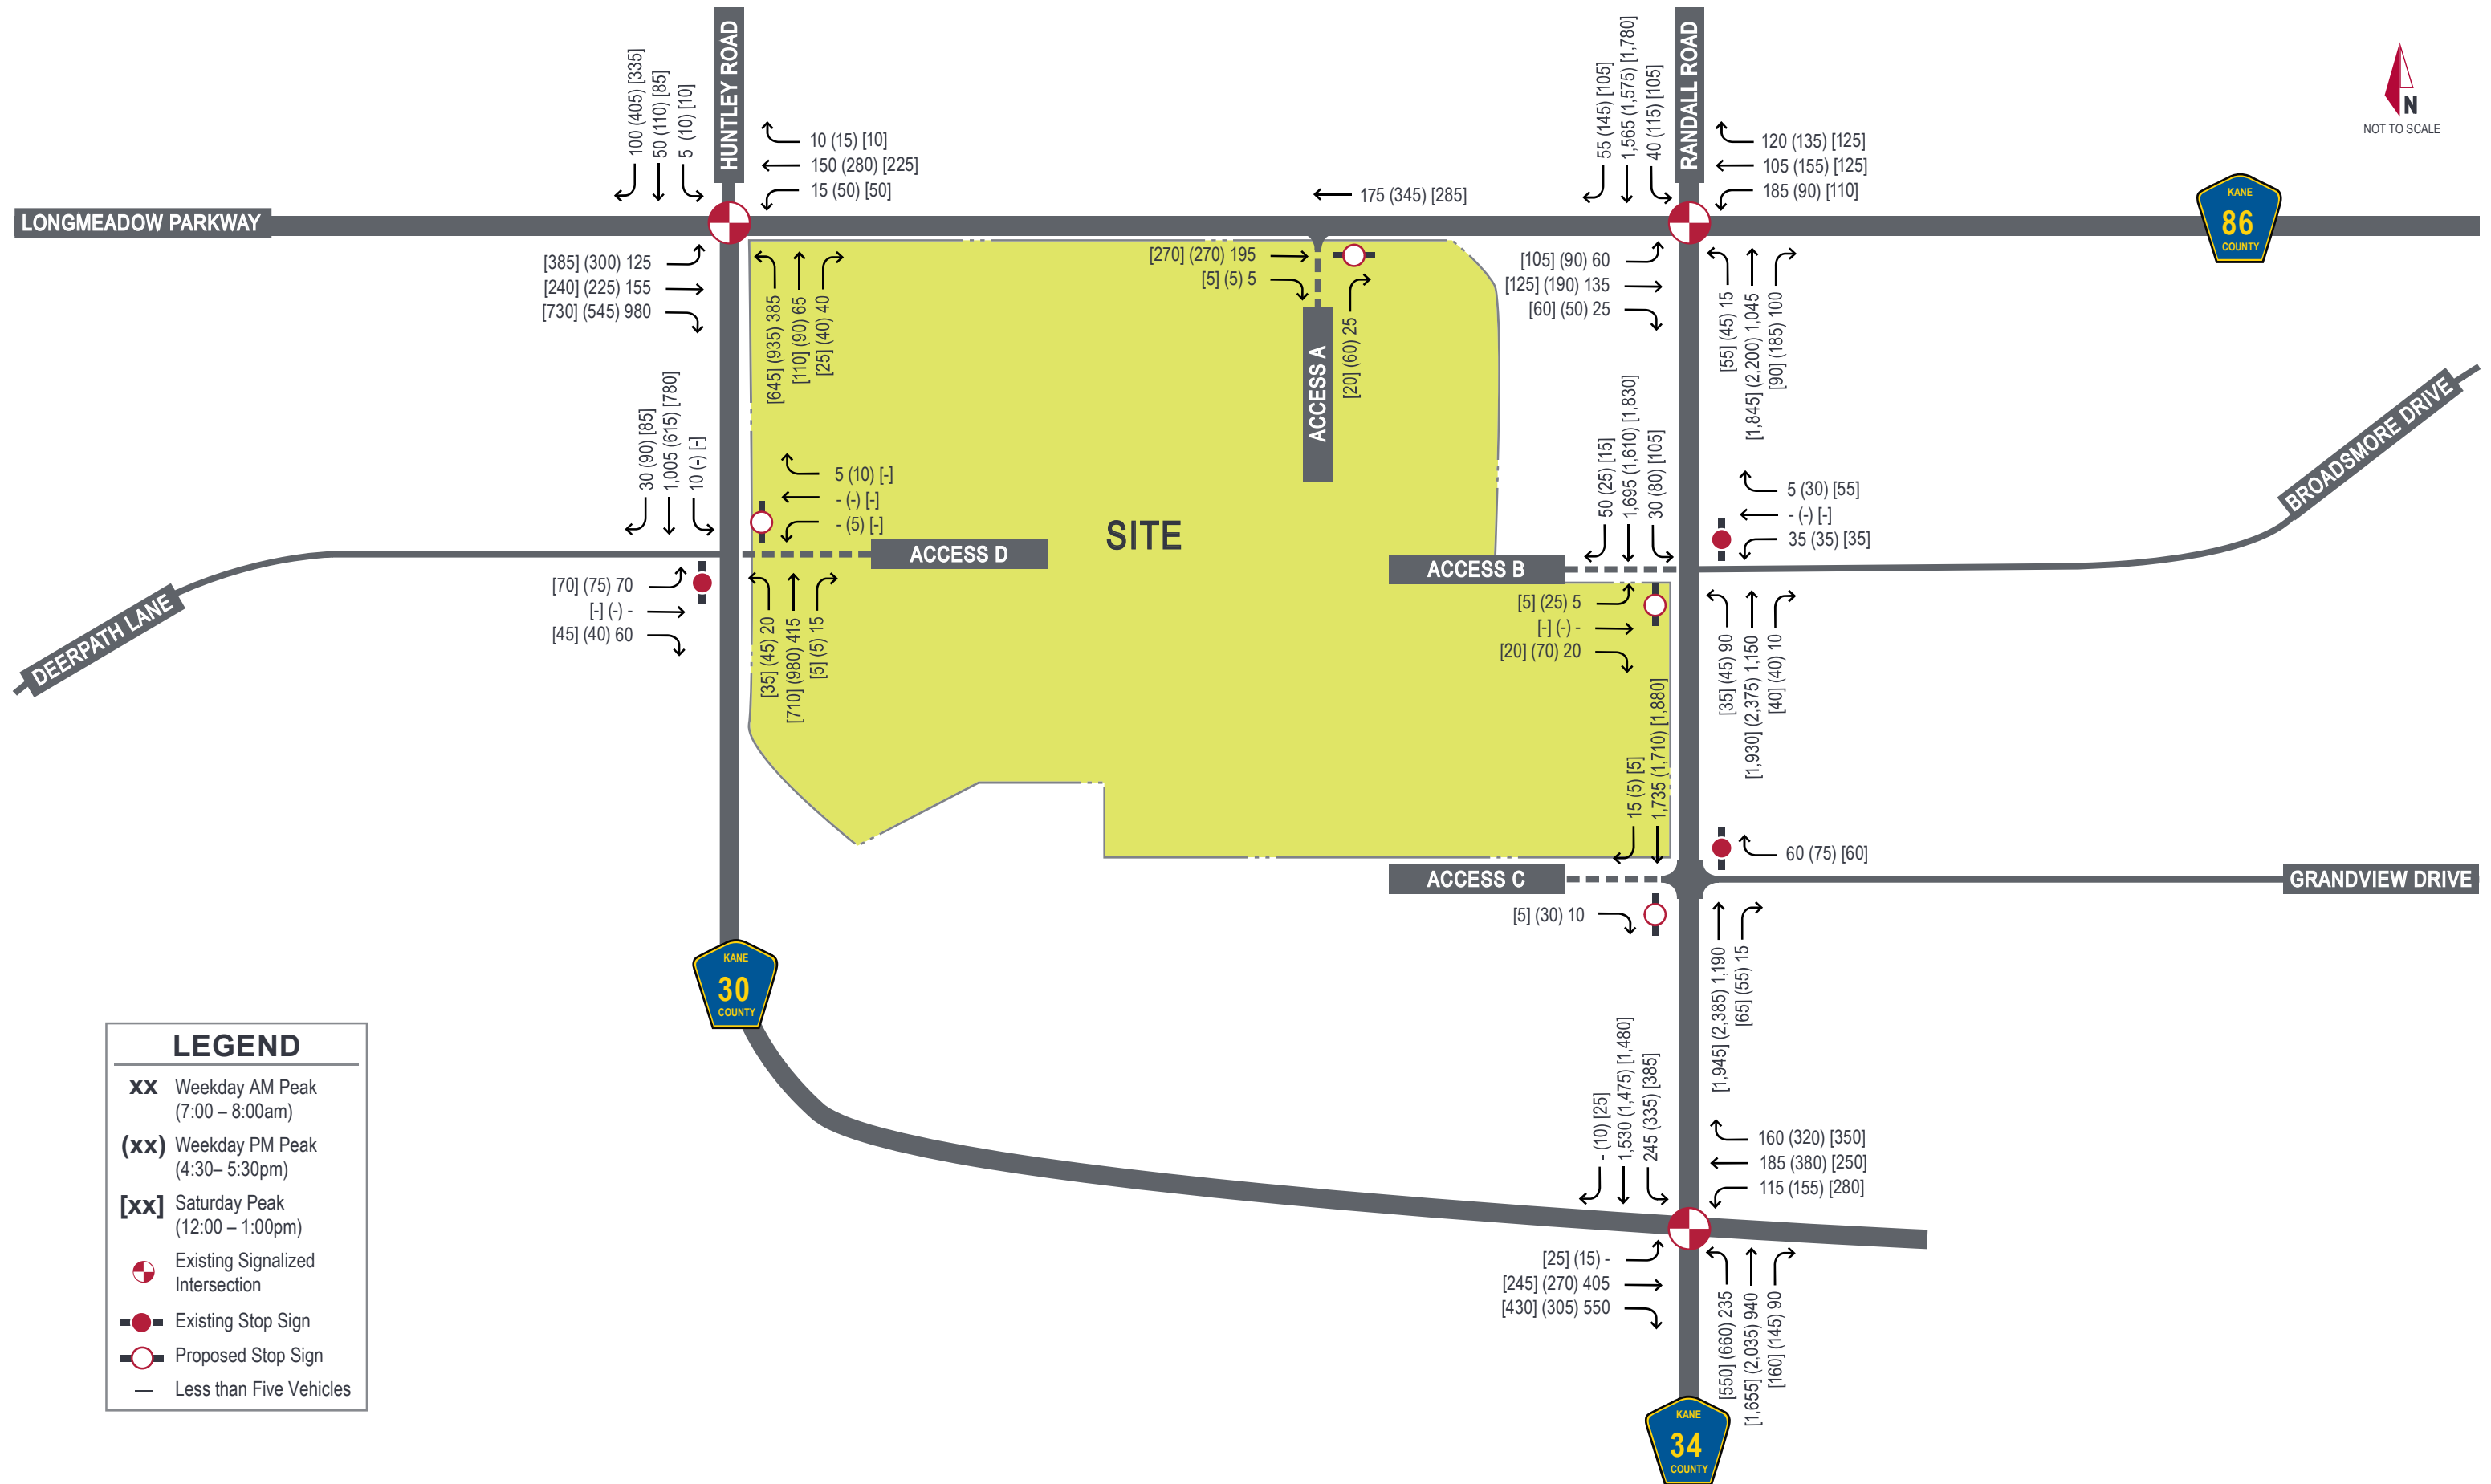 HUNTLEY ROAD
100 (405) [335]
50 (110) [85]
5 (10) [10]
10 (15) [10]
150 (280) [225]
15 (50) [50]
175 (345) [285]
RANDALL ROAD
55 (145) [105]
1,565 (1,575) [1,780]
40 (115) [105]
120 (135) [125]
105 (155) [125]
185 (90) [110]
N
NOT TO SCALE
LONGMEADOW PARKWAY
KANE
86
COUNTY
[385] (300) 125
[240] (225) 155
[730] (545) 980
[645] (935) 385
[110] (90) 65
[25] (40) 40
[270] (270) 195
[5] (5) 5
ACCESS A
[20] (60) 25
[105] (90) 60
[125] (190) 135
[60] (50) 25
[55] (45) 15
[1,845] (2,200) 1,045
[90] (185) 100
BROADSMORE DRIVE
30 (90) [85]
1,005 (615) [780]
10 (-) [-]
5 (10) [-]
- (-) [-]
- (5) [-]
SITE
50 (25) [15]
1,695 (1,610) [1,830]
30 (80) [105]
5 (30) [55]
- (-) [-]
35 (35) [35]
ACCESS D
ACCESS B
DEERPATH LANE
[70] (75) 70
[-] (-) -
[45] (40) 60
[35] (45) 20
[710] (980) 415
[5] (5) 15
[5] (25) 5
[-] (-) -
[20] (70) 20
[35] (45) 90
[1,930] (2,375) 1,150
[40] (40) 10
15 (5) [5]
1,735 (1,710) [1,880]
60 (75) [60]
ACCESS C
GRANDVIEW DRIVE
[5] (30) 10
[1,945] (2,385) 1,190
[65] (55) 15
KANE
30
COUNTY
- (10) [25]
1,530 (1,475) [1,480]
245 (335) [385]
160 (320) [350]
185 (380) [250]
115 (155) [280]
[25] (15) -
[245] (270) 405
[430] (305) 550
[550] (660) 235
[1,655] (2,035) 940
[160] (145) 90
KANE
34
COUNTY
LEGEND
xx Weekday AM Peak
(7:00 – 8:00am)
(xx) Weekday PM Peak
(4:30– 5:30pm)
[xx] Saturday Peak
(12:00 – 1:00pm)
Existing Signalized
Intersection
Existing Stop Sign
Proposed Stop Sign
— Less than Five Vehicles